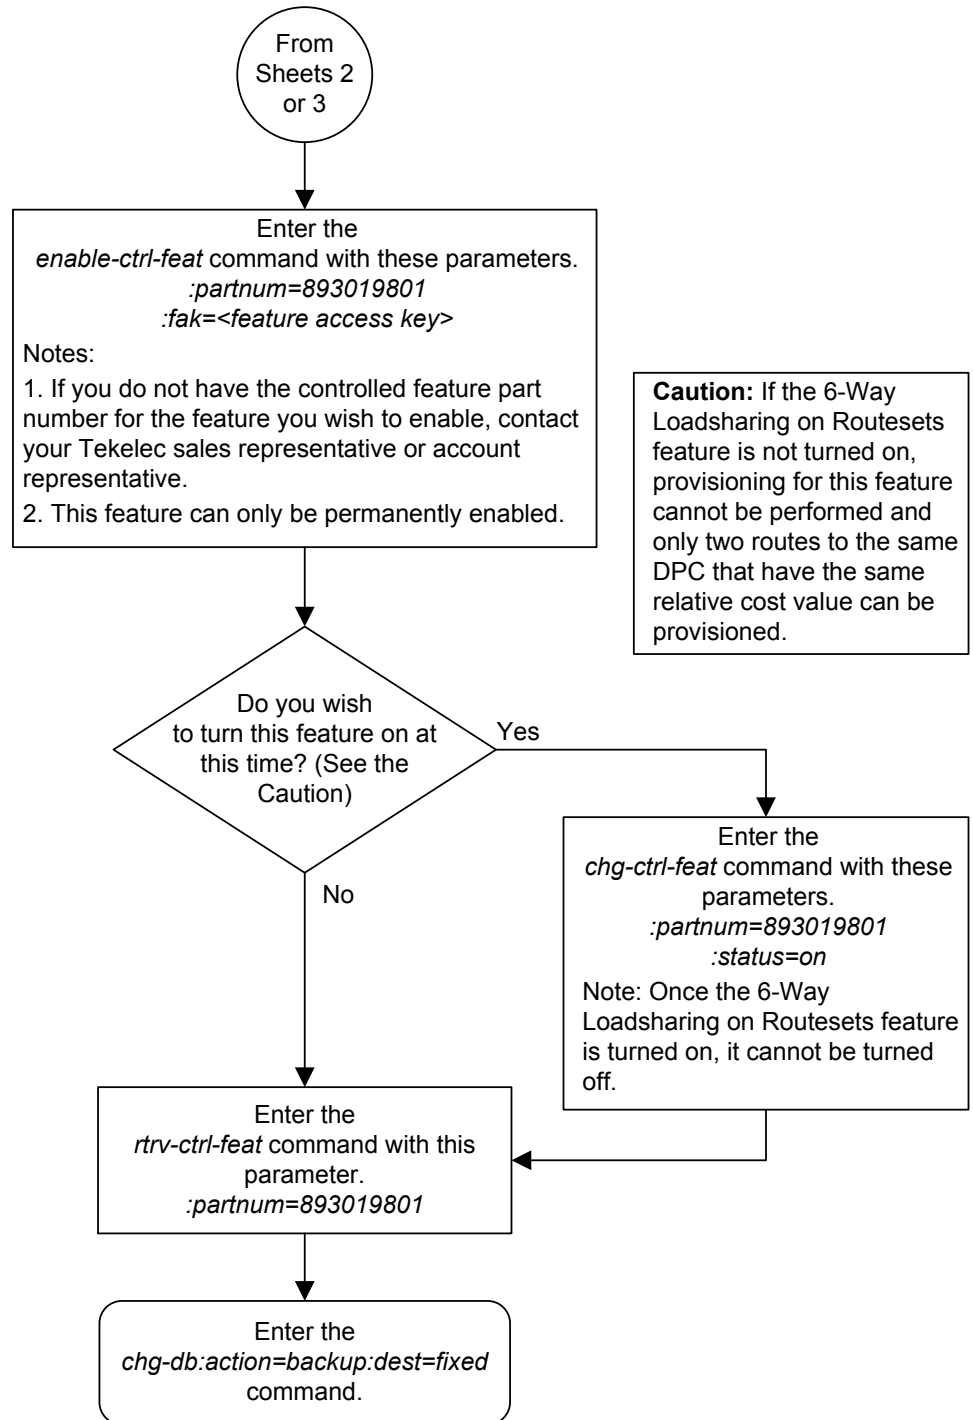 From
Sheets 2
or 3
Enter the
enable-ctrl-feat command with these parameters.
:partnum=893019801
:fak=<feature access key>
Notes:
1. If you do not have the controlled feature part
number for the feature you wish to enable, contact
your Tekelec sales representative or account
representative.
2. This feature can only be permanently enabled.
Caution: If the 6-Way
Loadsharing on Routesets
feature is not turned on,
provisioning for this feature
cannot be performed and
only two routes to the same
DPC that have the same
relative cost value can be
provisioned.
Do you wish
to turn this feature on at
this time? (See the
Caution)
Yes
No
Enter the
chg-ctrl-feat command with these
parameters.
:partnum=893019801
:status=on
Note: Once the 6-Way
Loadsharing on Routesets feature
is turned on, it cannot be turned
off.
Enter the
rtrv-ctrl-feat command with this
parameter.
:partnum=893019801
Enter the
chg-db:action=backup:dest=fixed
command.